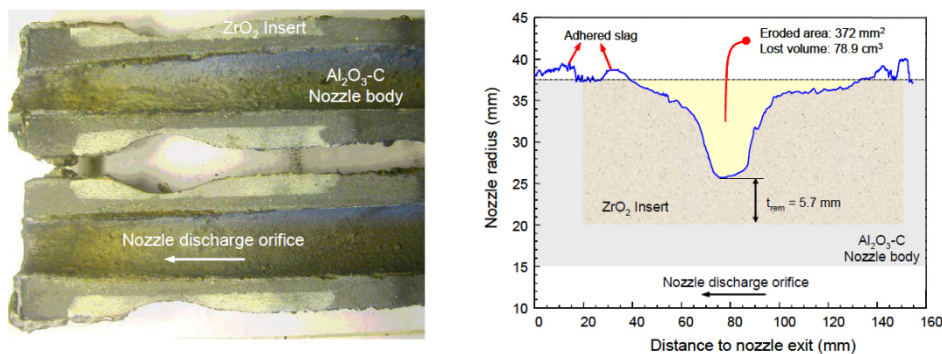 ZrO₂ Insert
Al₂O₃-C
Nozzle body
Nozzle discharge orifice
45
40
35
30
25
20
15
10
Nozzle radius (mm)
Adhered slag
Eroded area: 372 mm²
Lost volume: 78.9 cm³
t_rem = 5.7 mm
ZrO₂ Insert
Al₂O₃-C
Nozzle body
Nozzle discharge orifice
0 20 40 60 80 100 120 140 160
Distance to nozzle exit (mm)